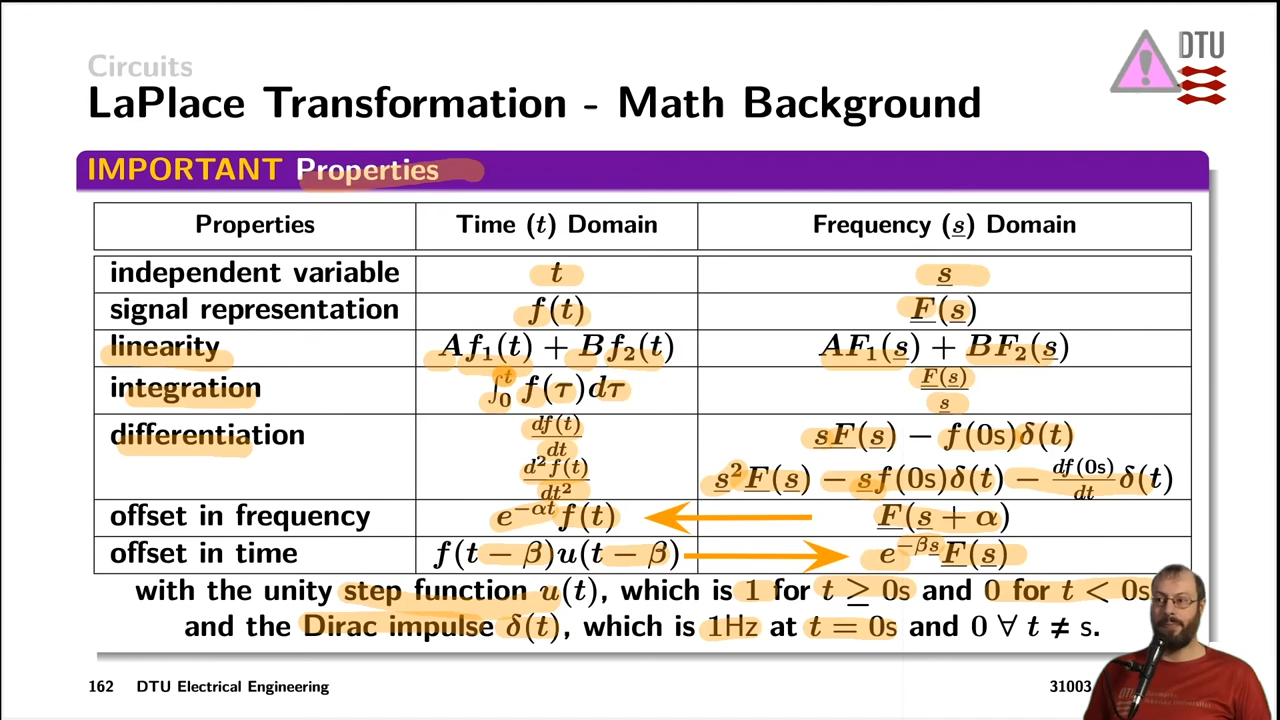 Circuits
LaPlace Transformation - Math Background
DTU
IMPORTANT Properties
Properties Time (t) Domain Frequency (s) Domain
independent variable t s
signal representation f(t) F(s)
linearity Af₁(t) + Bf₂(t) AF₁(s) + BF₂(s)
integration ∫₀ᵗ f(τ)dτ F(s)/s
differentiation df(t)/dt sF(s) − f(0s)δ(t)
d²f(t)/dt² s²F(s) − sf(0s)δ(t) − df(0s)/dt δ(t)
offset in frequency e^−αt f(t) F(s + α)
offset in time f(t − β)u(t − β) e^−βs F(s)
with the unity step function u(t), which is 1 for t ≥ 0s and 0 for t < 0s
and the Dirac impulse δ(t), which is 1Hz at t = 0s and 0 ∀ t ≠ s.
162 DTU Electrical Engineering 31003
DTU